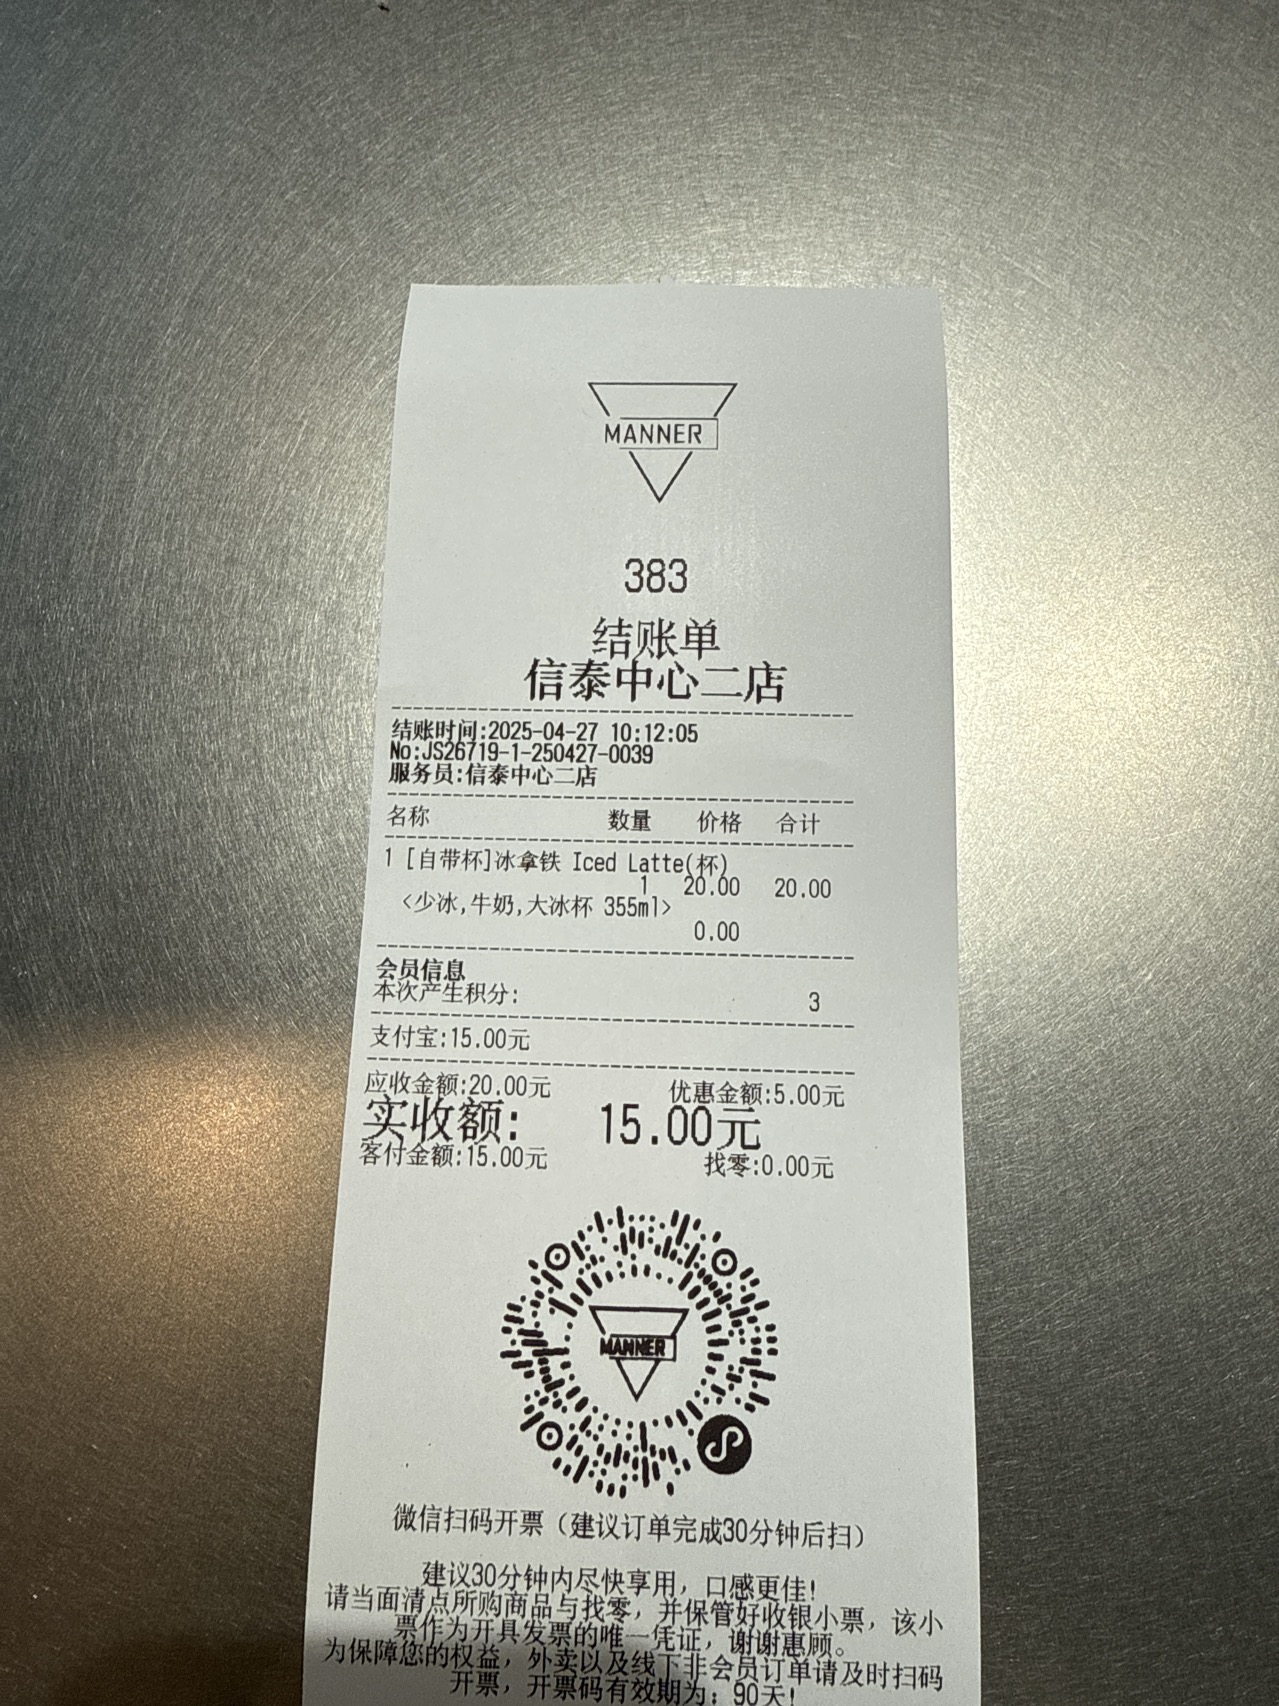 MANNER
383
结账单
信泰中心二店
结账时间:2025-04-27 10:12:05
No:JS26719-1-250427-0039
服务员:信泰中心二店
名称 数量 价格 合计
1 [自带杯]冰拿铁 Iced Latte(杯)
1 20.00 20.00
<少冰,牛奶,大冰杯 355ml>
0.00
会员信息
本次产生积分: 3
支付宝:15.00元
应收金额:20.00元 优惠金额:5.00元
实收额: 15.00元
客付金额:15.00元 找零:0.00元
MANNER
微信扫码开票（建议订单完成30分钟后扫）
建议30分钟内尽快享用，口感更佳!
请当面清点所购商品与找零，并保管好收银小票，该小
票作为开具发票的唯一凭证，谢谢惠顾。
为保障您的权益，外卖以及线下非会员订单请及时扫码
开票，开票码有效期为：90天!